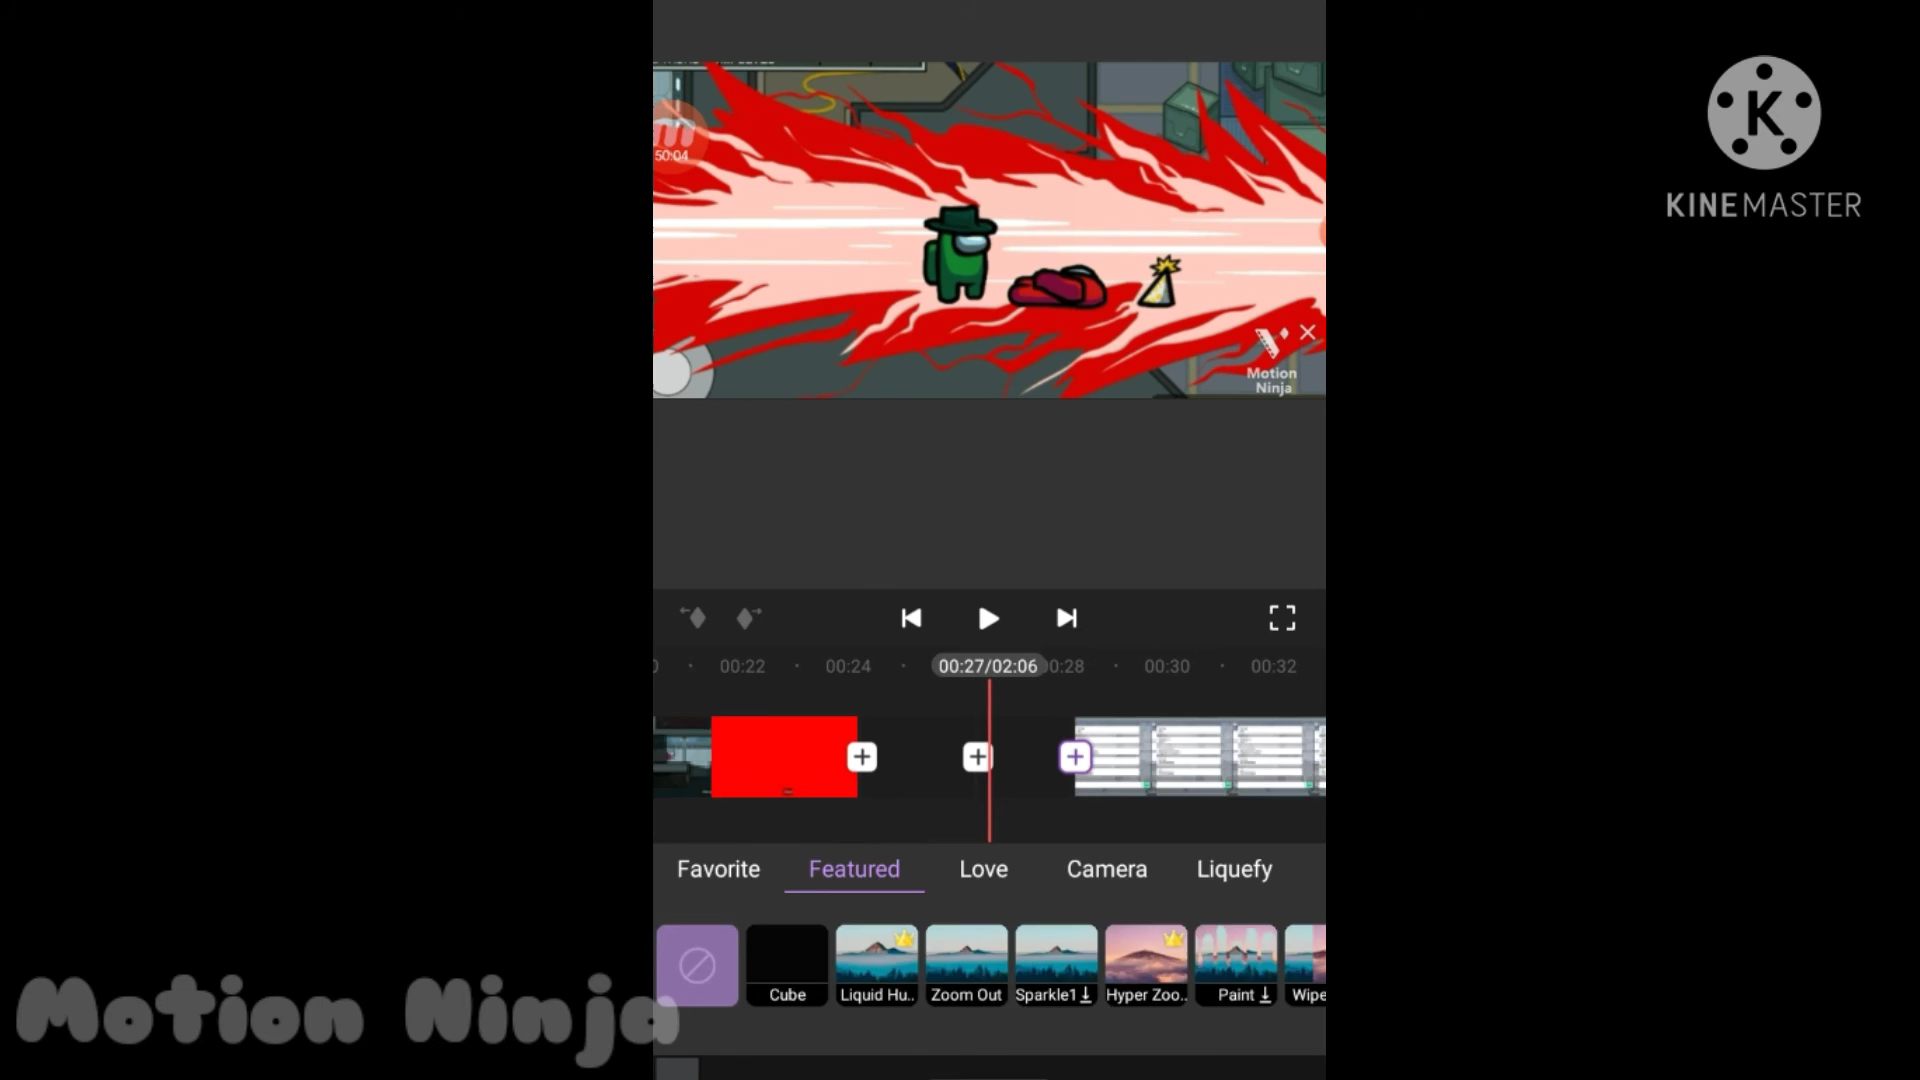 50:04
K
KINEMASTER
Motion
Ninja
00:22
00:24
00:27/02:06
00:28
00:30
00:32
Favorite
Featured
Love
Camera
Liquefy
Cube
Liquid Hu..
Zoom Out
Sparkle1
Hyper Zoo..
Paint
Wipe
Motion Ninja